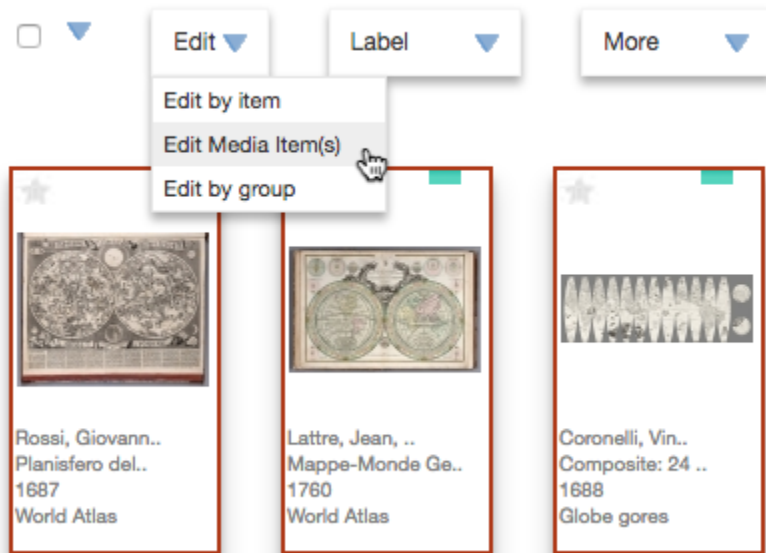 Edit
Label
More
Edit by item
Edit Media Item(s)
Edit by group
Rossi, Giovann..
Planisfero del..
1687
World Atlas
Lattre, Jean, ..
Mappe-Monde Ge..
1760
World Atlas
Coronelli, Vin..
Composite: 24 ..
1688
Globe gores